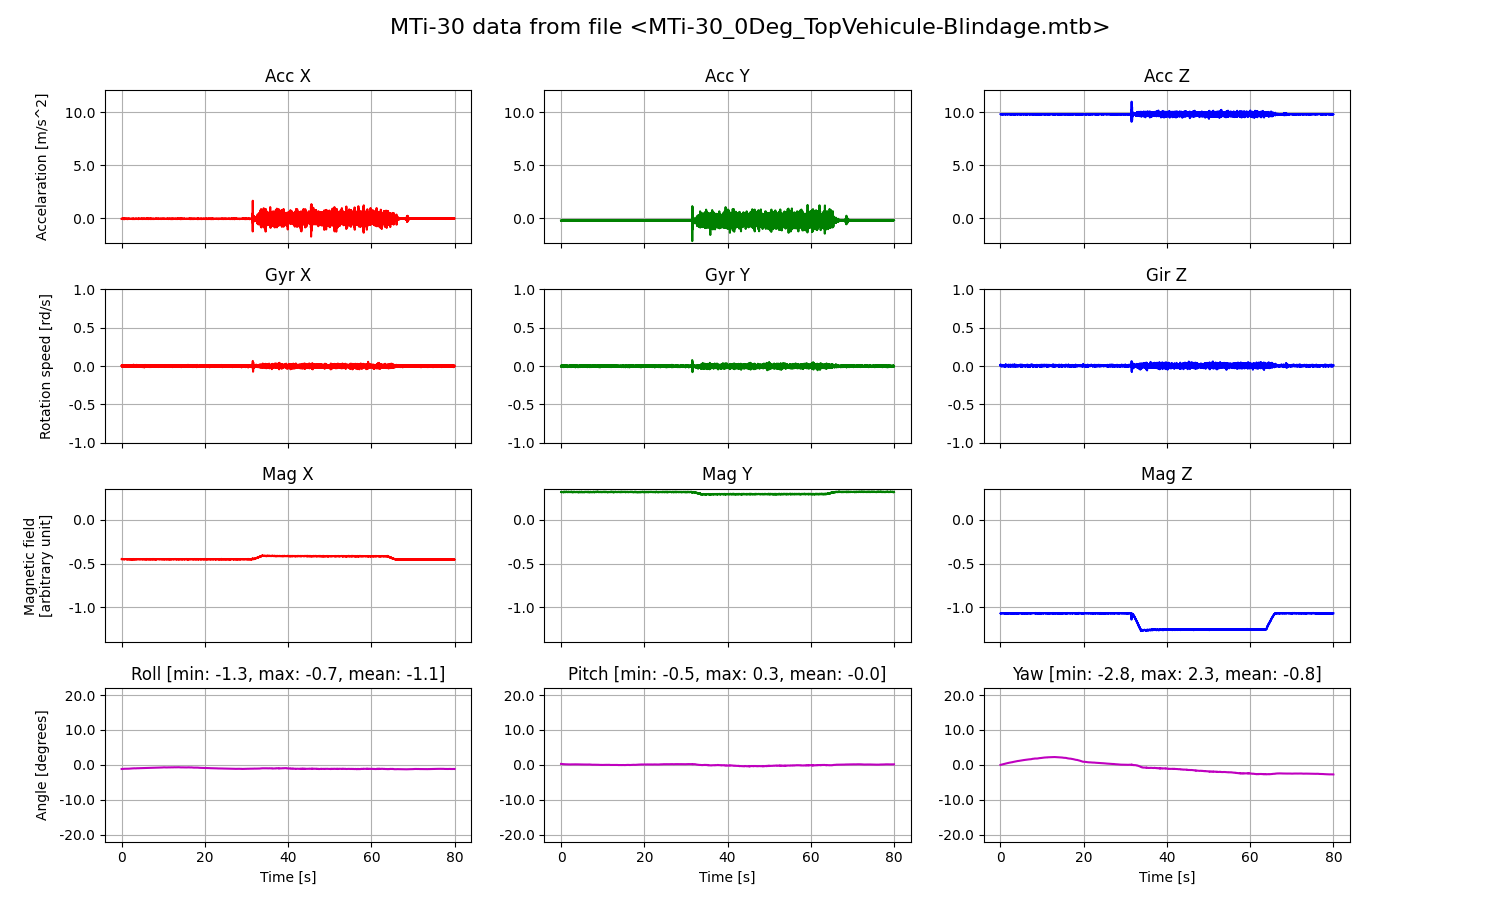 MTi-30 data from file <MTi-30_0Deg_TopVehicule-Blindage.mtb>
Acc X
Acc Y
Acc Z
Accelaration [m/s^2]
10.0
5.0
0.0
10.0
5.0
0.0
10.0
5.0
0.0
Gyr X
Gyr Y
Gir Z
Rotation speed [rd/s]
1.0
0.5
0.0
-0.5
-1.0
1.0
0.5
0.0
-0.5
-1.0
1.0
0.5
0.0
-0.5
-1.0
Mag X
Mag Y
Mag Z
Magnetic field
[arbitrary unit]
0.0
-0.5
-1.0
0.0
-0.5
-1.0
0.0
-0.5
-1.0
Roll [min: -1.3, max: -0.7, mean: -1.1]
Pitch [min: -0.5, max: 0.3, mean: -0.0]
Yaw [min: -2.8, max: 2.3, mean: -0.8]
Angle [degrees]
20.0
10.0
0.0
-10.0
-20.0
20.0
10.0
0.0
-10.0
-20.0
20.0
10.0
0.0
-10.0
-20.0
0 20 40 60 80
0 20 40 60 80
0 20 40 60 80
Time [s]
Time [s]
Time [s]